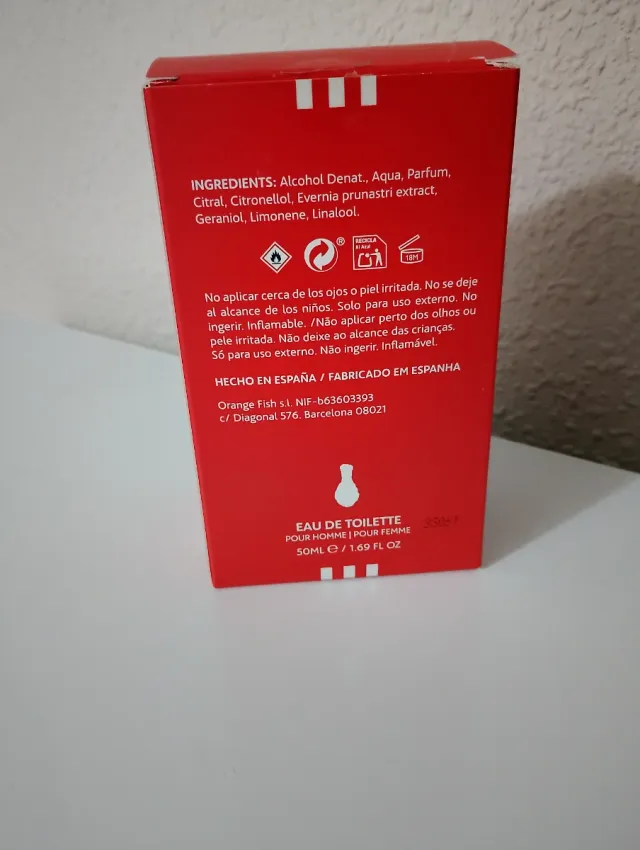 INGREDIENTS: Alcohol Denat., Aqua, Parfum,
Citral, Citronellol, Evernia prunastri extract,
Geraniol, Limonene, Linalool.
®
RECICLA
Al Azul
18M
No aplicar cerca de los ojos o piel irritada. No se deje
al alcance de los niños. Solo para uso externo. No
ingerir. Inflamable. /Não aplicar perto dos olhos ou
pele irritada. Não deixe ao alcance das crianças.
Só para uso externo. Não ingerir. Inflamável.
HECHO EN ESPAÑA / FABRICADO EM ESPANHA
Orange Fish s.l. NIF-b63603393
c/ Diagonal 576. Barcelona 08021
EAU DE TOILETTE
POUR HOMME | POUR FEMME
50ML ℮ / 1.69 FL OZ